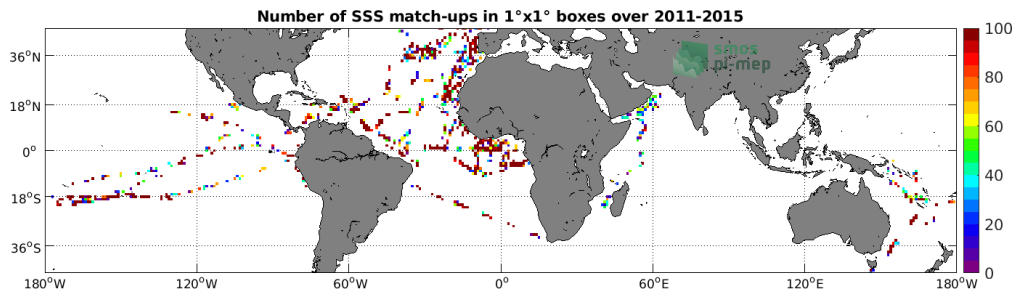 Number of SSS match-ups in 1°x1° boxes over 2011-2015
smos
pi-mep
36°N
18°N
0°
18°S
36°S
180°W
120°W
60°W
0°
60°E
120°E
180°W
100
80
60
40
20
0